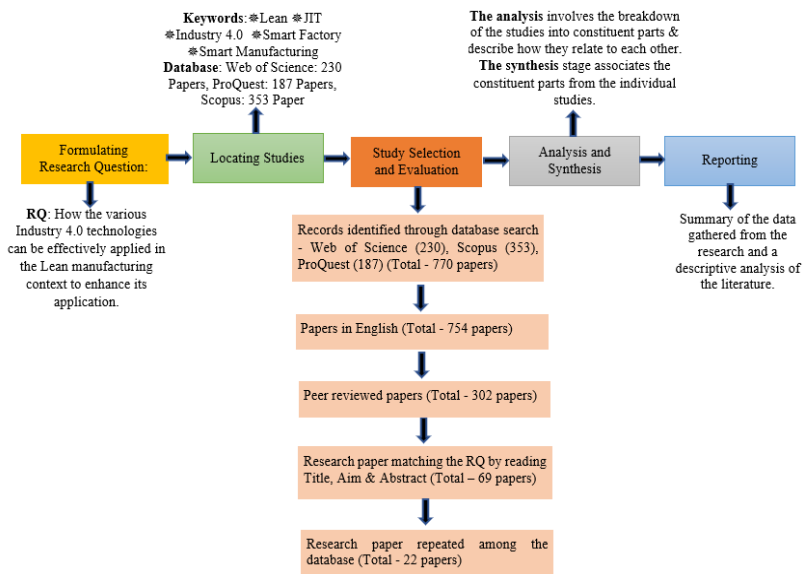 Keywords: ✵Lean ✵JIT
✵Industry 4.0 ✵Smart Factory
✵Smart Manufacturing
Database: Web of Science: 230
Papers, ProQuest: 187 Papers,
Scopus: 353 Paper
The analysis involves the breakdown
of the studies into constituent parts &
describe how they relate to each other.
The synthesis stage associates the
constituent parts from the individual
studies.
Formulating
Research Question:
Locating Studies
Study Selection
and Evaluation
Analysis and
Synthesis
Reporting
RQ: How the various
Industry 4.0 technologies
can be effectively applied in
the Lean manufacturing
context to enhance its
application.
Records identified through database search
- Web of Science (230), Scopus (353),
ProQuest (187) (Total - 770 papers)
Papers in English (Total - 754 papers)
Peer reviewed papers (Total - 302 papers)
Research paper matching the RQ by reading
Title, Aim & Abstract (Total – 69 papers)
Research paper repeated among the
database (Total - 22 papers)
Summary of the data
gathered from the
research and a
descriptive analysis of
the literature.